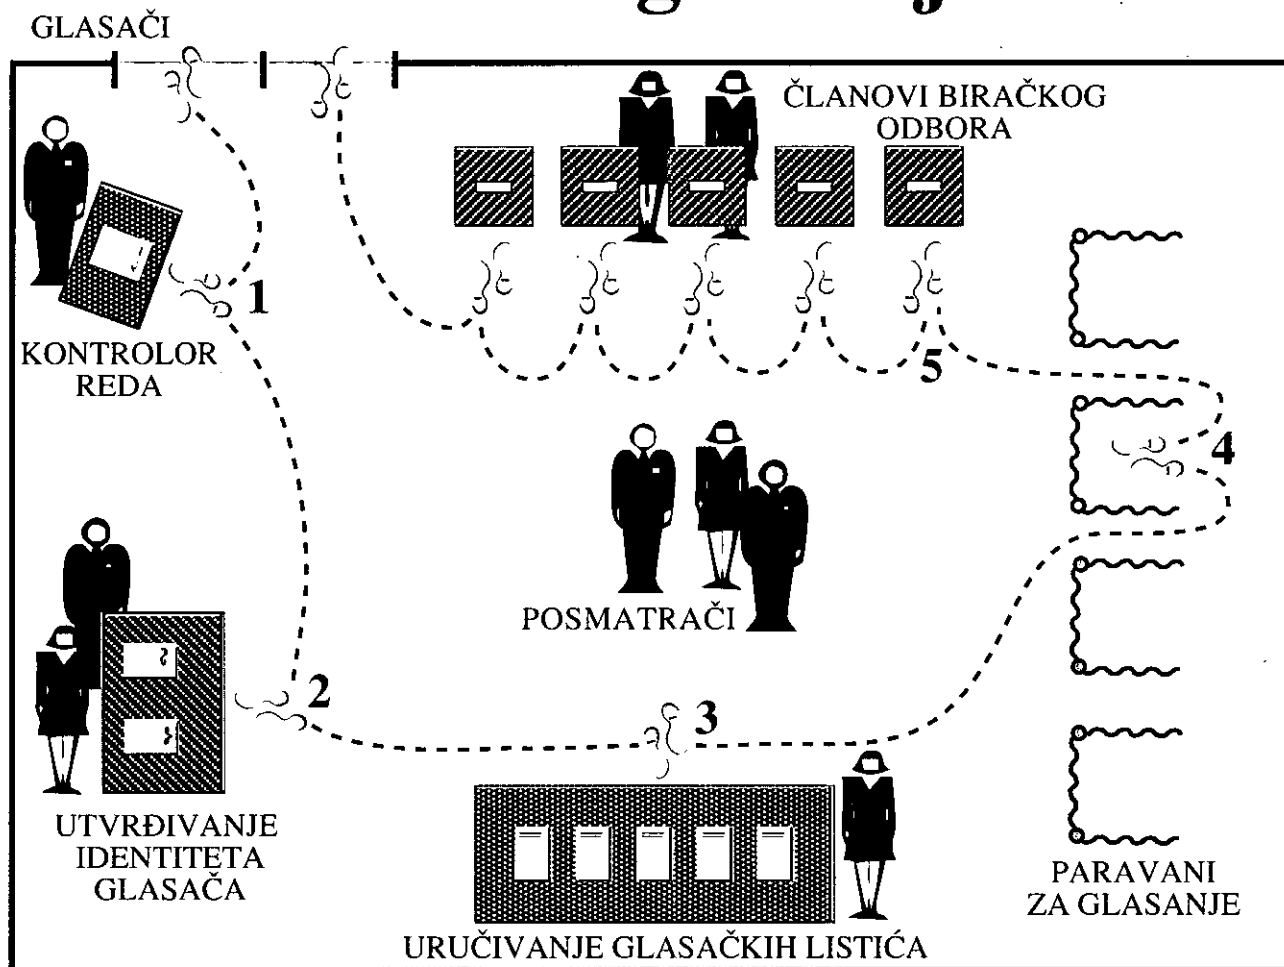 GLASAČI
ČLANOVI BIRAČKOG
ODBORA
1
KONTROLOR
REDA
5
4
POSMATRAČI
2
3
UTVRĐIVANJE
IDENTITETA
GLASAČA
PARAVANI
ZA GLASANJE
URUČIVANJE GLASAČKIH LISTIĆA